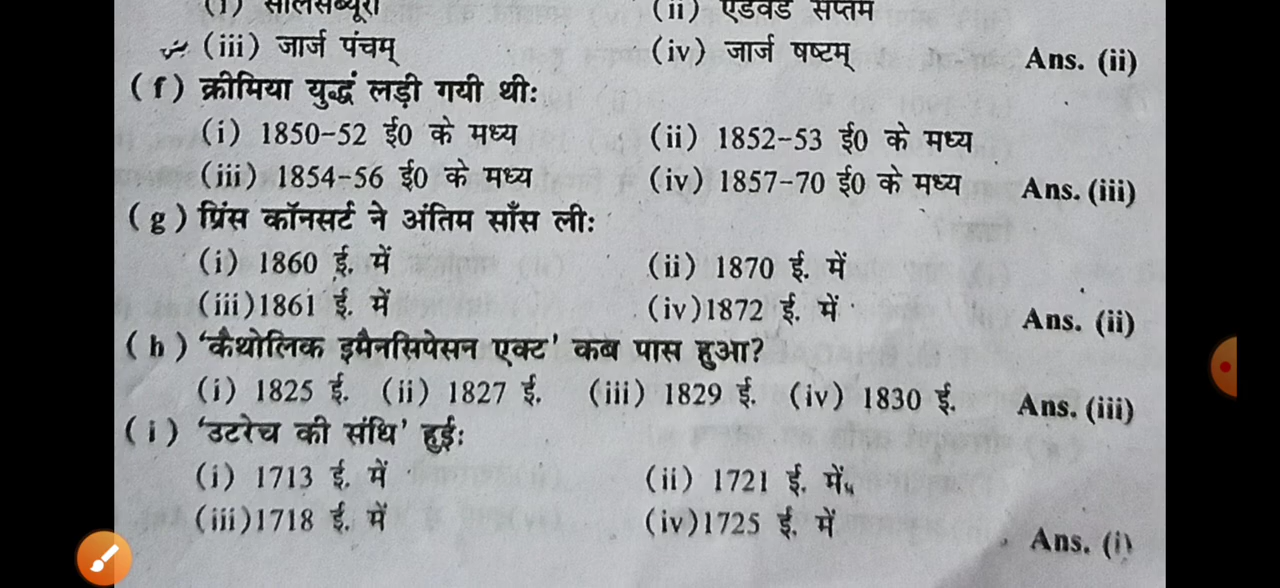 (i) सालिसब्यूरी (ii) एडवर्ड सप्तम
(iii) जार्ज पंचम् (iv) जार्ज षष्टम् Ans. (ii)
(f) क्रीमिया युद्धं लड़ी गयी थी:
(i) 1850-52 ई0 के मध्य (ii) 1852-53 ई0 के मध्य
(iii) 1854-56 ई0 के मध्य (iv) 1857-70 ई0 के मध्य Ans. (iii)
(g) प्रिंस कॉनसर्ट ने अंतिम साँस ली:
(i) 1860 ई. में (ii) 1870 ई. में
(iii) 1861 ई. में (iv) 1872 ई. में Ans. (ii)
(h) 'कैथोलिक इमैनसिपेसन एक्ट' कब पास हुआ?
(i) 1825 ई. (ii) 1827 ई. (iii) 1829 ई. (iv) 1830 ई. Ans. (iii)
(i) 'उटरेच की संधि' हुई:
(i) 1713 ई. में (ii) 1721 ई. में
(iii) 1718 ई. में (iv) 1725 ई. में Ans. (i)